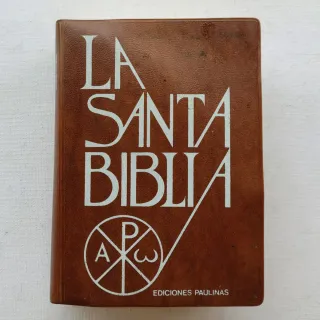 LA
SANTA
BIBLIA
A P ω
EDICIONES PAULINAS